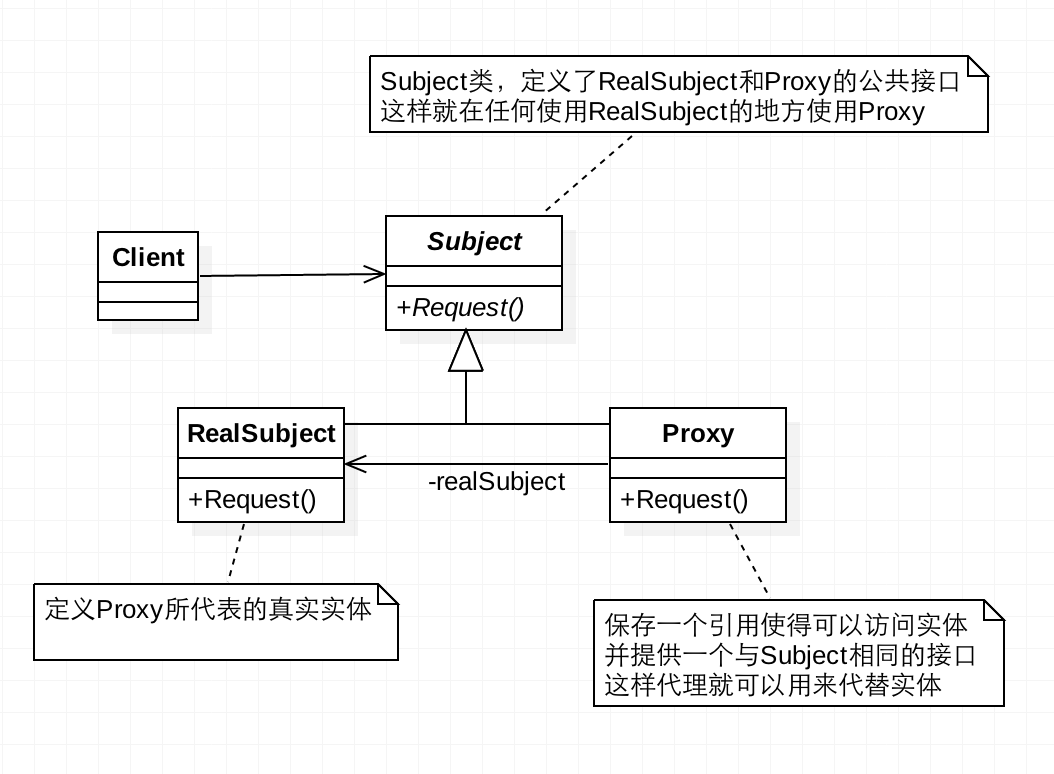 Subject类，定义了RealSubject和Proxy的公共接口
这样就在任何使用RealSubject的地方使用Proxy
Client
Subject
+Request()
RealSubject
+Request()
-realSubject
Proxy
+Request()
定义Proxy所代表的真实实体
保存一个引用使得可以访问实体
并提供一个与Subject相同的接口
这样代理就可以用来代替实体